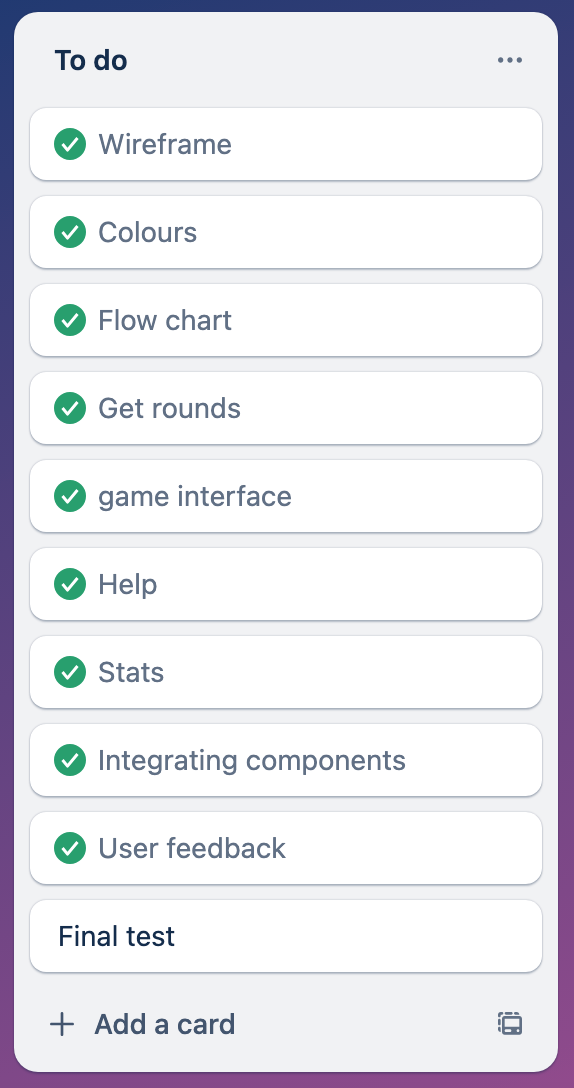 To do
Wireframe
Colours
Flow chart
Get rounds
game interface
Help
Stats
Integrating components
User feedback
Final test
Add a card